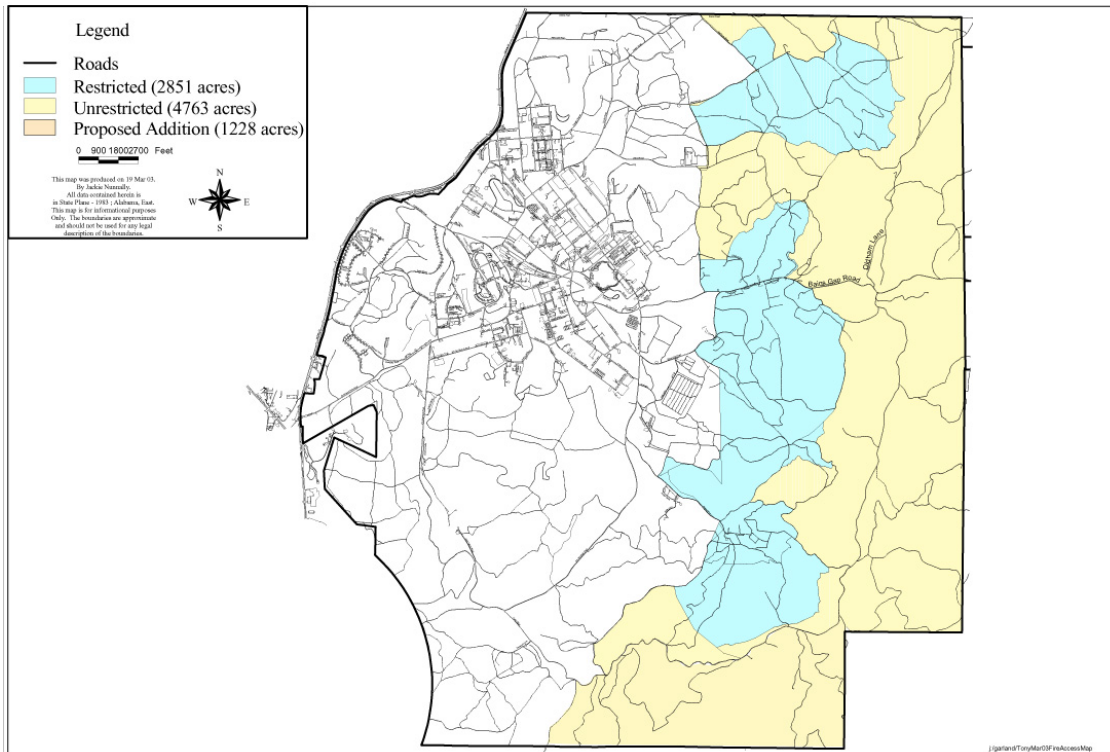 Legend
Roads
Restricted (2851 acres)
Unrestricted (4763 acres)
Proposed Addition (1228 acres)
0 900 18002700 Feet
This map was produced on 19 Mar 03.
By Jackie Nunnally.
All data contained herein is
in State Plane - 1983 ; Alabama, East.
This map is for informational purposes
Only. The boundaries are approximate
and should not be used for any legal
description of the boundaries.
N
W
E
S
Bains Gap Road
j:/garland/TonyMar03FireAccessMap